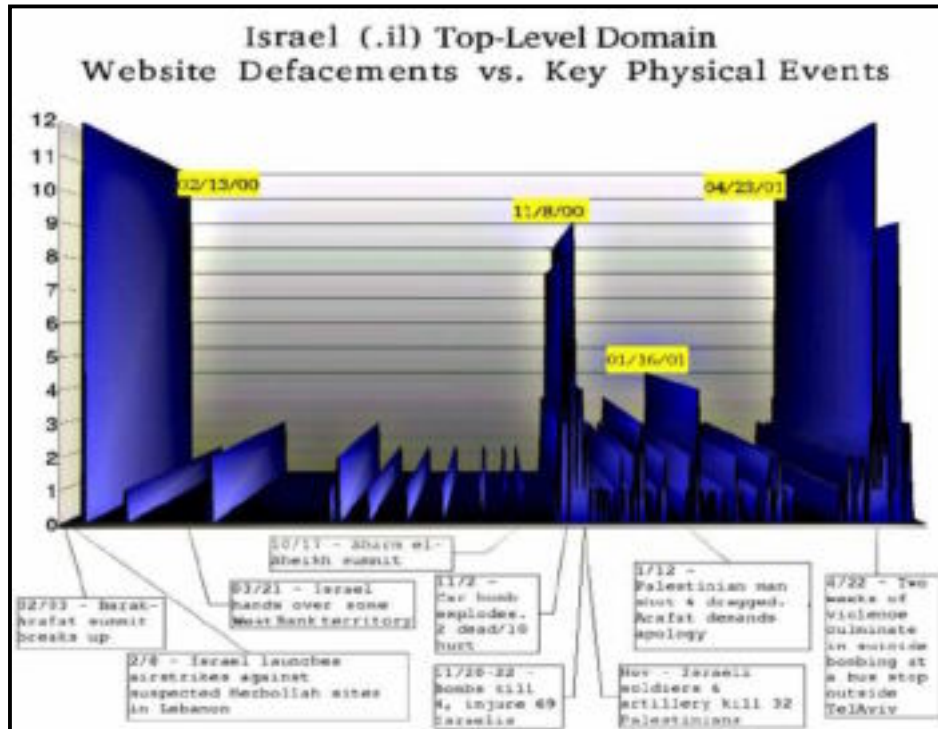 Israel (.il) Top-Level Domain
Website Defacements vs. Key Physical Events
12
11
10
9
8
7
6
5
4
3
2
1
0
02/13/00
11/8/00
04/23/01
01/16/01
10/17 - Sharm el-
Sheikh summit
02/03 - Barak-
Arafat summit
breaks up
03/21 - Israel
hands over some
West Bank territory
2/8 - Israel launches
airstrikes against
suspected Hezbollah sites
in Lebanon
11/2 -
Car bomb
explodes.
2 dead/10
hurt
11/20-22 -
Bombs kill
4, injure 69
Israelis
Nov - Israeli
soldiers &
artillery kill 32
Palestinians
1/12 -
Palestinian man
shot & dragged.
Arafat demands
apology
4/22 - Two
weeks of
violence
culminate
in suicide
bombing at
a bus stop
outside
TelAviv